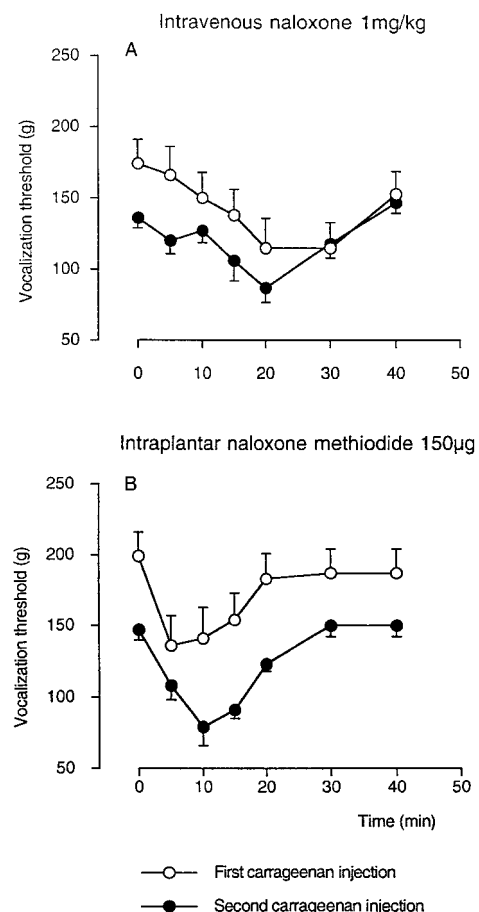 Intravenous naloxone 1mg/kg
A
Vocalization threshold (g)
250
200
150
100
50
0 10 20 30 40 50
Intraplantar naloxone methiodide 150µg
B
Vocalization threshold (g)
250
200
150
100
50
0 10 20 30 40 50
Time (min)
First carrageenan injection
Second carrageenan injection